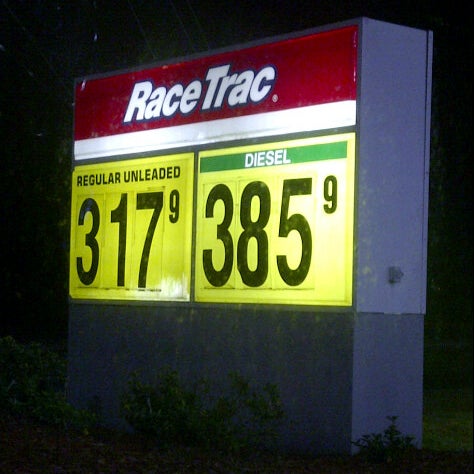 RaceTrac®
REGULAR UNLEADED
317 9
DIESEL
385 9